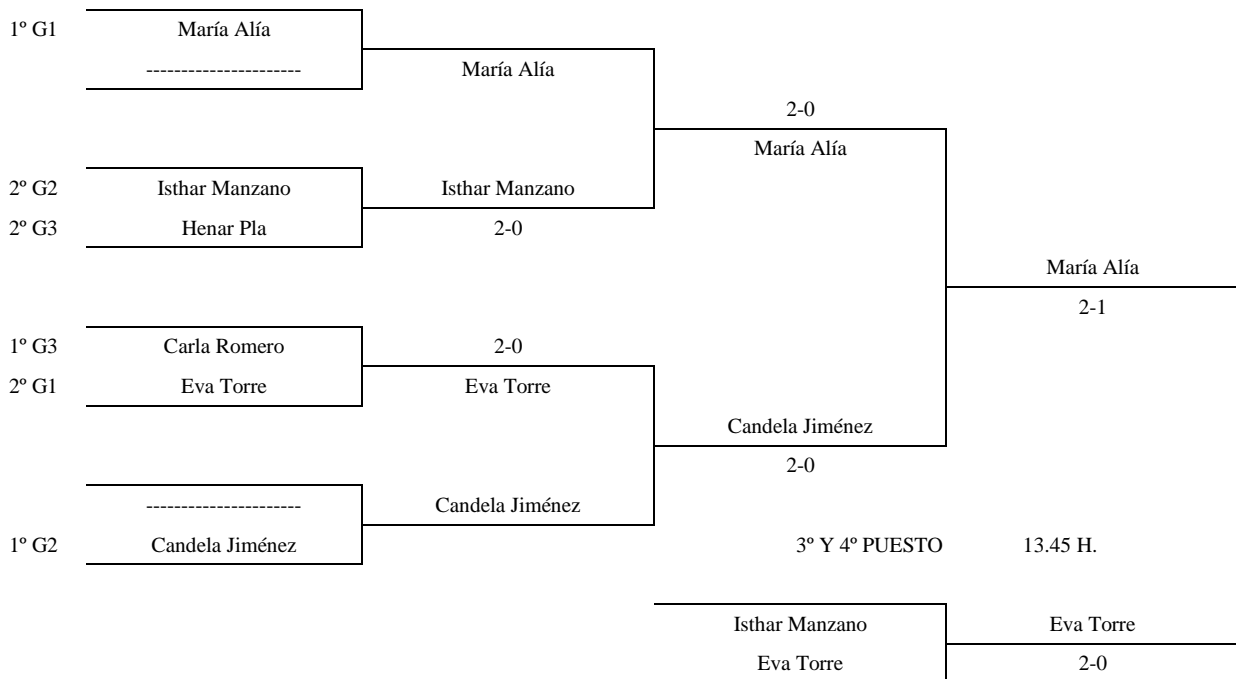 1º G1 María Alía
---------------------- María Alía
2-0
María Alía
2º G2 Isthar Manzano Isthar Manzano
2º G3 Henar Pla 2-0
María Alía
2-1
1º G3 Carla Romero 2-0
2º G1 Eva Torre Eva Torre
Candela Jiménez
2-0
---------------------- Candela Jiménez
1º G2 Candela Jiménez 3º Y 4º PUESTO 13.45 H.
Isthar Manzano Eva Torre
Eva Torre 2-0